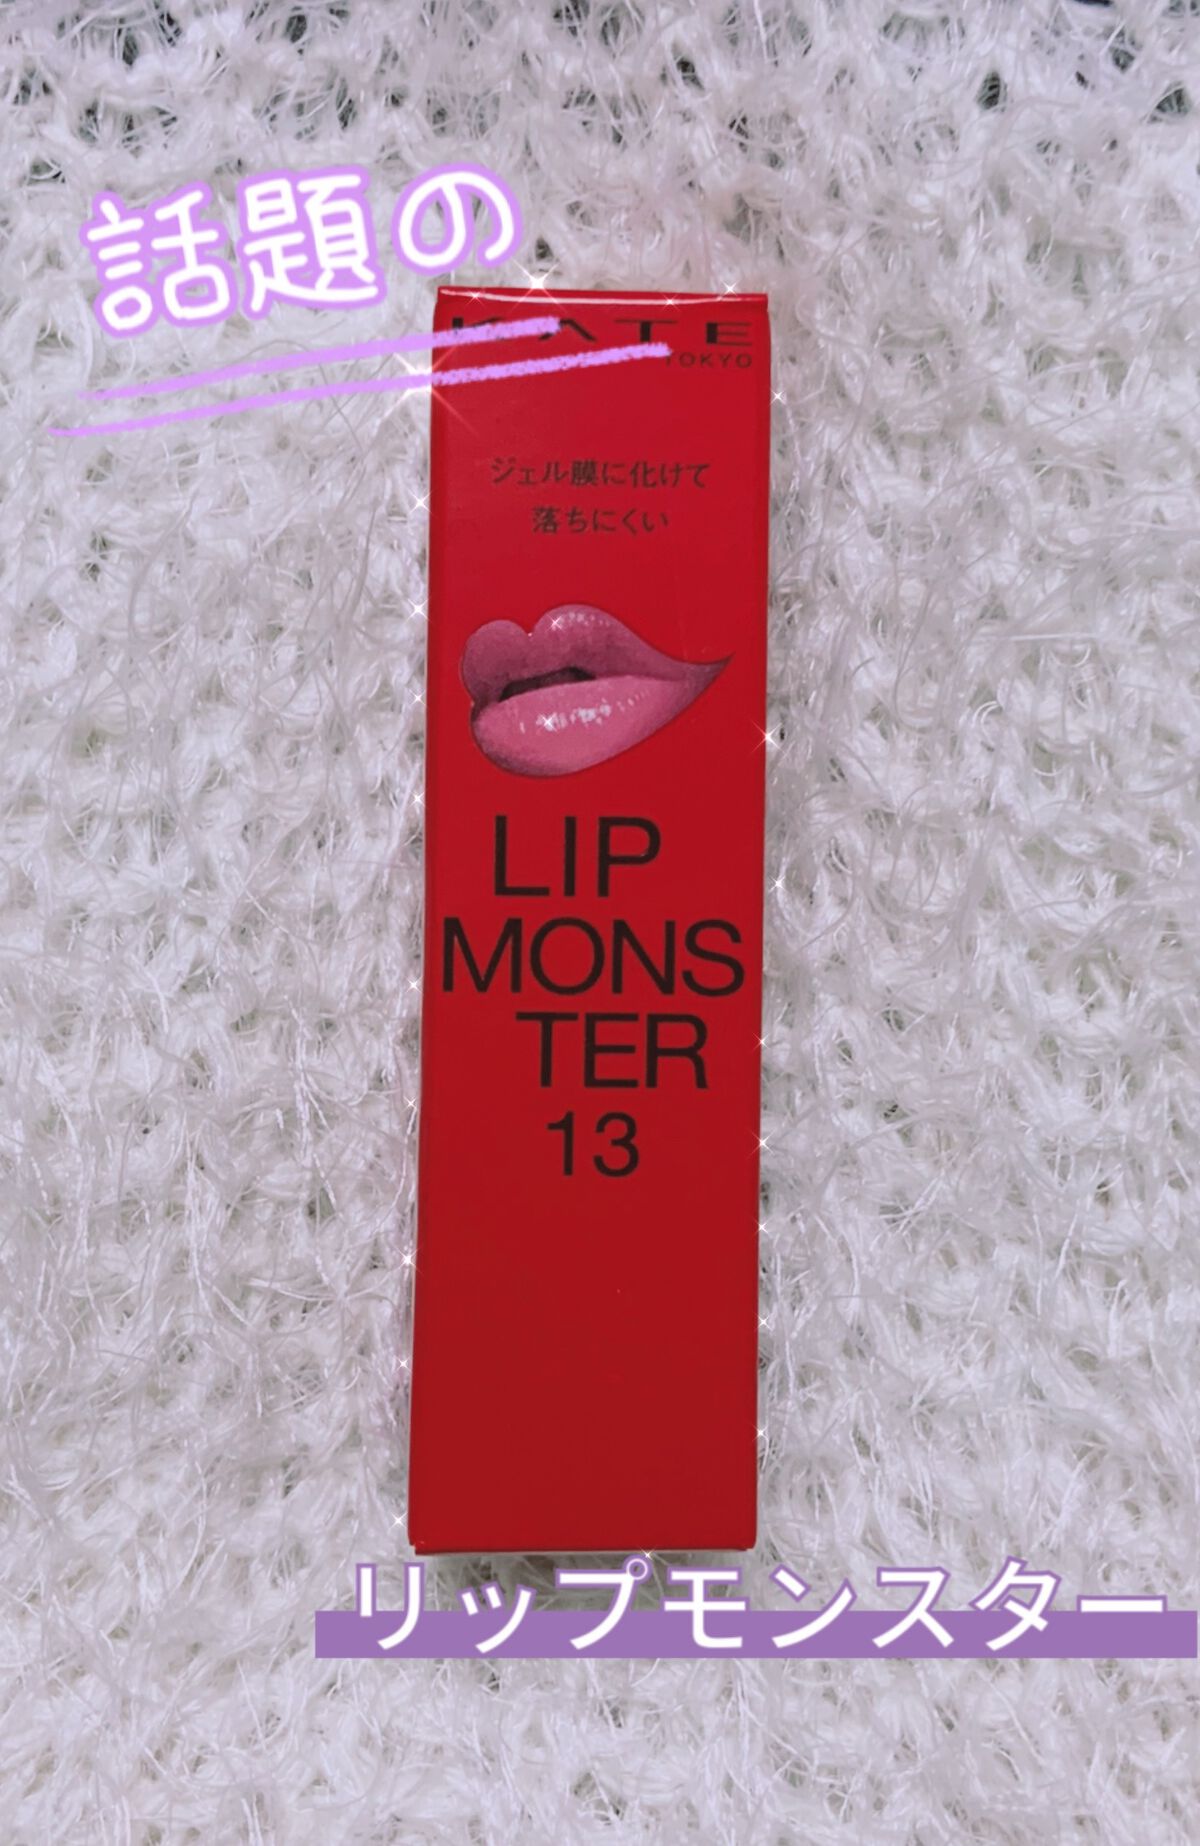 話題の
KATE
TOKYO
ジェル膜に化けて
落ちにくい
LIP
MONS
TER
13
リップモンスター